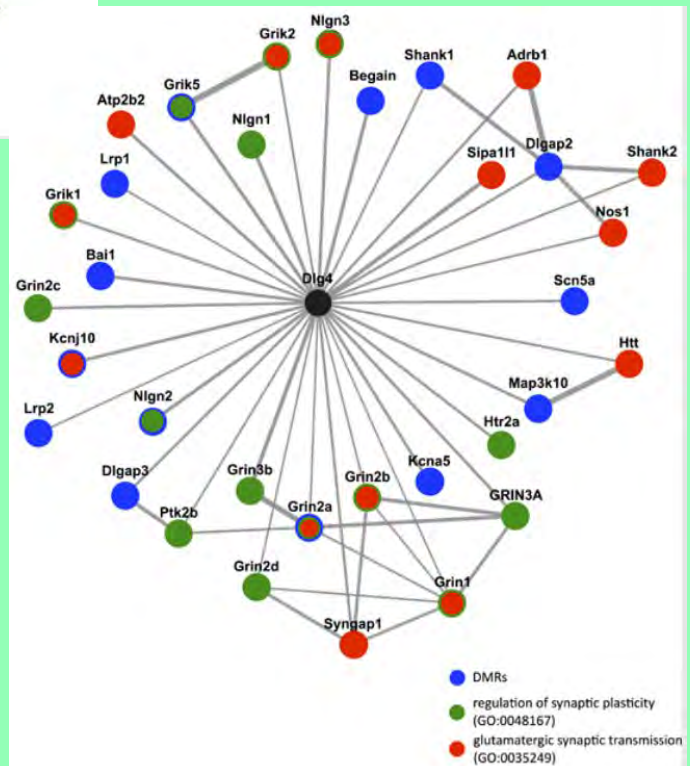 Nlgn3
Grik2
Shank1
Adrb1
Begain
Grik5
Atp2b2
Nlgn1
Dlgap2
Sipa1l1
Shank2
Lrp1
Grik1
Nos1
Bai1
Dlg4
Scn5a
Grin2c
Kcnj10
Htt
Map3k10
Nlgn2
Lrp2
Htr2a
Kcna5
Dlgap3
Grin3b
Grin2b
GRIN3A
Ptk2b
Grin2a
Grin2d
Grin1
Syngap1
DMRs
regulation of synaptic plasticity
(GO:0048167)
glutamatergic synaptic transmission
(GO:0035249)